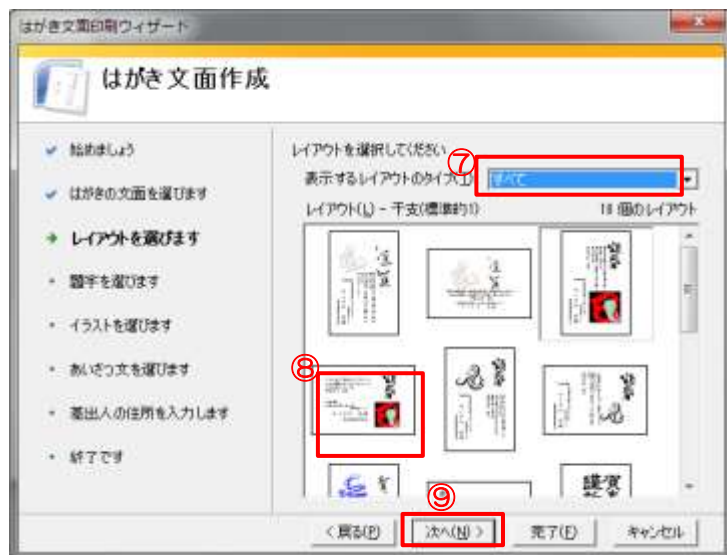 はがき文面印刷ウィザード
はがき文面作成
始めましょう
はがきの文面を選びます
レイアウトを選びます
題字を選びます
イラストを選びます
あいさつ文を選びます
差出人の住所を入力します
終了です
レイアウトを選択してください
⑦
表示するレイアウトのタイプ(T)
すべて
レイアウト(L) - 干支(標準的1)
18 個のレイアウト
⑧
⑨
< 戻る(P)
次へ(N) >
完了(F)
キャンセル